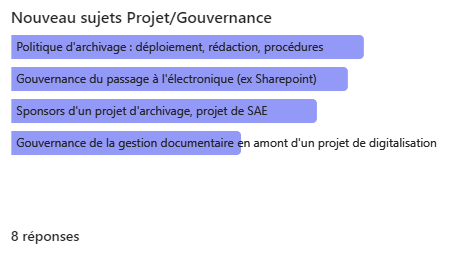 Nouveau sujets Projet/Gouvernance
Politique d'archivage : déploiement, rédaction, procédures
Gouvernance du passage à l'électronique (ex Sharepoint)
Sponsors d'un projet d'archivage, projet de SAE
Gouvernance de la gestion documentaire en amont d'un projet de digitalisation
8 réponses